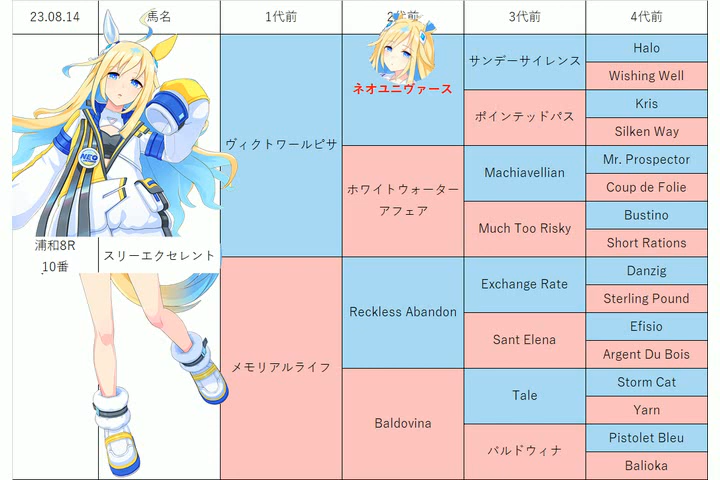 23.08.14 馬名 1代前 2代前 3代前 4代前
ネオユニヴァース
サンデーサイレンス
Halo
Wishing Well
ポインテッドパス
Kris
Silken Way
ヴィクトワールピサ
ホワイトウォーター
アフェア
Machiavellian
Mr. Prospector
Coup de Folie
Much Too Risky
Bustino
Short Rations
NEO
浦和8R
10番
スリーエクセレント
メモリアルライフ
Reckless Abandon
Exchange Rate
Danzig
Sterling Pound
Sant Elena
Efisio
Argent Du Bois
Baldovina
Tale
Storm Cat
Yarn
バルドウィナ
Pistolet Bleu
Balioka